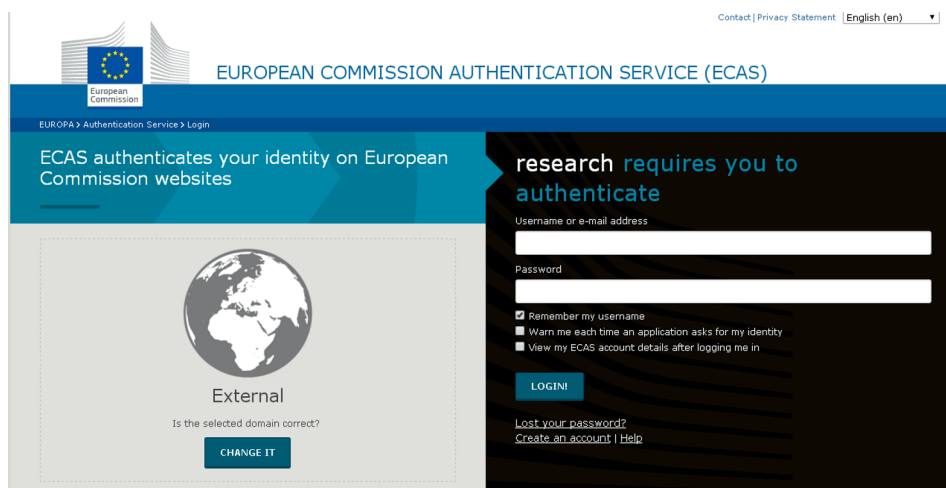 Contact | Privacy Statement English (en)
European
Commission
EUROPEAN COMMISSION AUTHENTICATION SERVICE (ECAS)
EUROPA > Authentication Service > Login
ECAS authenticates your identity on European
Commission websites
External
Is the selected domain correct?
CHANGE IT
research requires you to
authenticate
Username or e-mail address
Password
Remember my username
Warn me each time an application asks for my identity
View my ECAS account details after logging me in
LOGIN!
Lost your password?
Create an account | Help